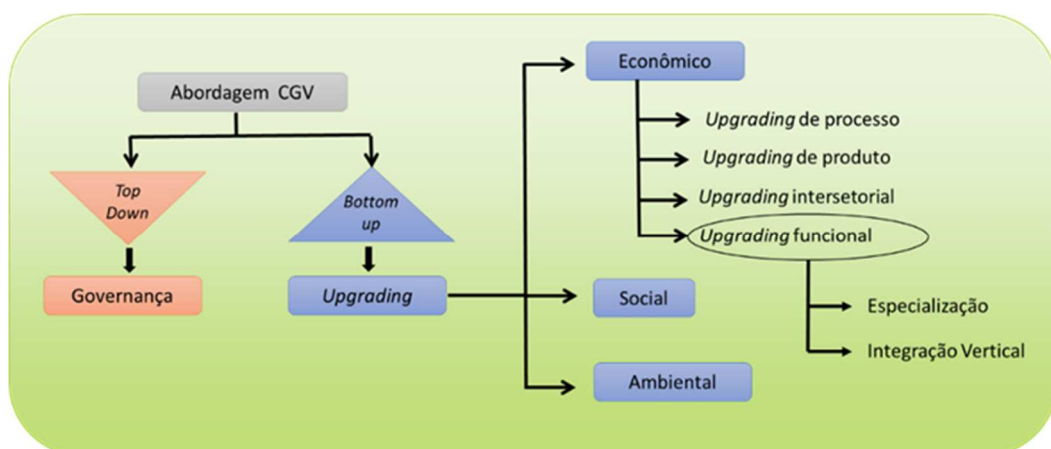 Abordagem CGV
Top
Down
Governança
Bottom
up
Upgrading
Econômico
Upgrading de processo
Upgrading de produto
Upgrading intersetorial
Upgrading funcional
Especialização
Integração Vertical
Social
Ambiental